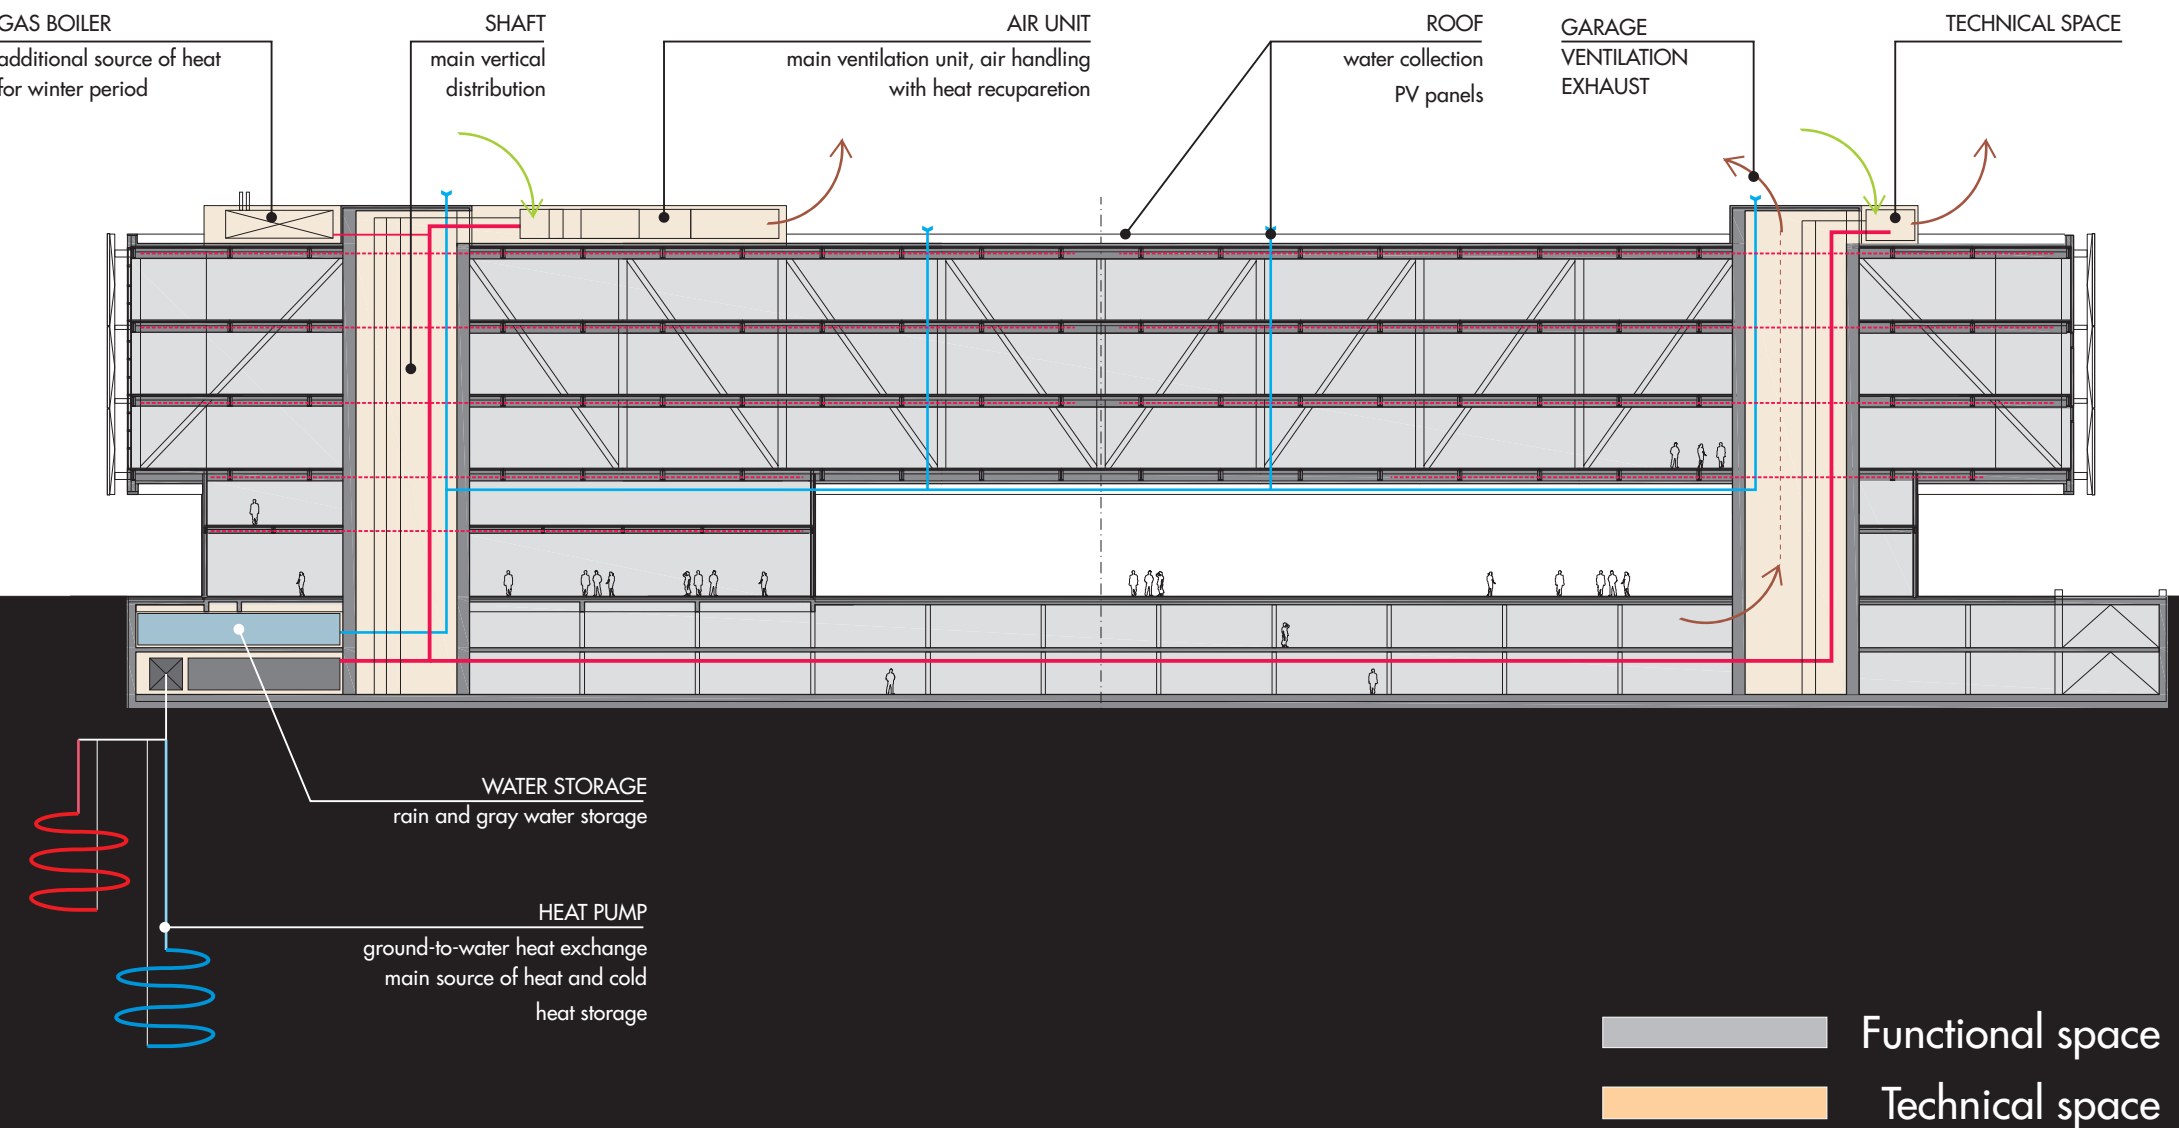 GAS BOILER
additional source of heat
for winter period
SHAFT
main vertical
distribution
AIR UNIT
main ventilation unit, air handling
with heat recuparetion
ROOF
water collection
PV panels
GARAGE
VENTILATION
EXHAUST
TECHNICAL SPACE
WATER STORAGE
rain and gray water storage
HEAT PUMP
ground-to-water heat exchange
main source of heat and cold
heat storage
Functional space
Technical space